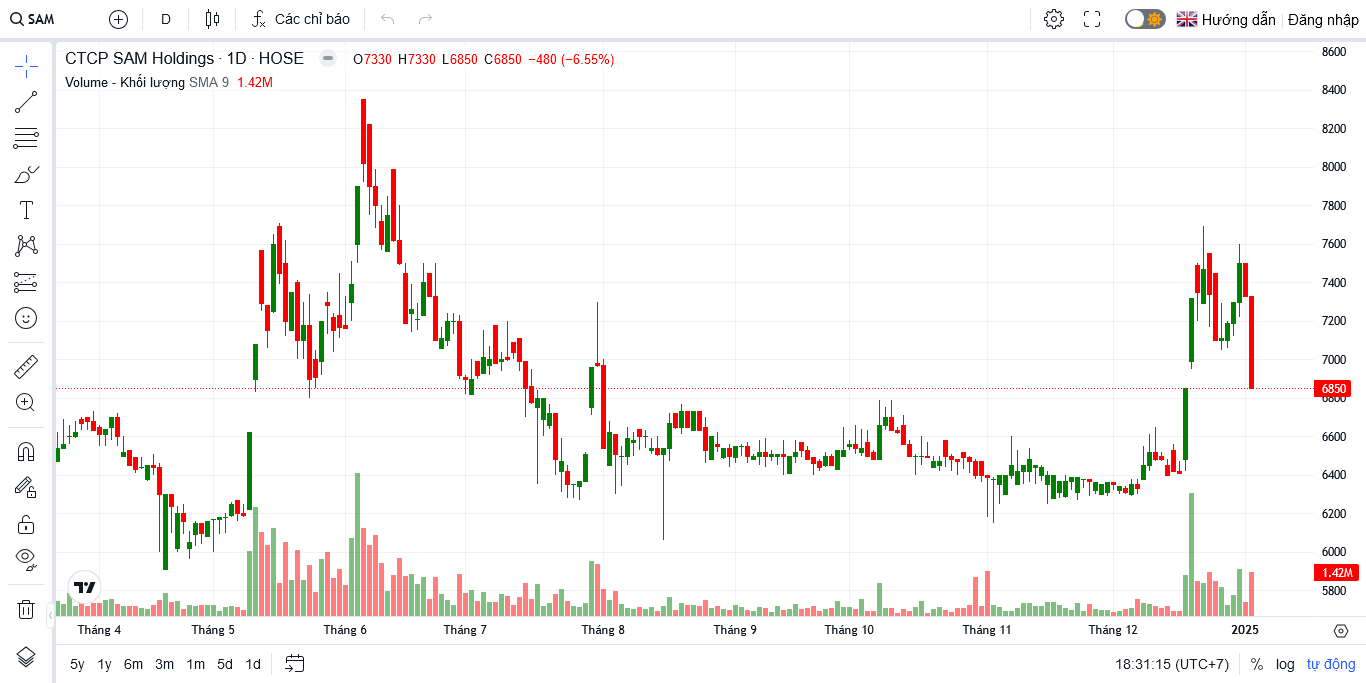 SAM D Các chỉ báo Hướng dẫn Đăng nhập
CTCP SAM Holdings · 1D · HOSE O7330 H7330 L6850 C6850 −480 (−6.55%)
Volume - Khối lượng SMA 9 1.42M
8600
8400
8200
8000
7800
7600
7400
7200
7000
6850
6800
6600
6400
6200
6000
1.42M
5800
Tháng 4 Tháng 5 Tháng 6 Tháng 7 Tháng 8 Tháng 9 Tháng 10 Tháng 11 Tháng 12 2025
5y 1y 6m 3m 1m 5d 1d 18:31:15 (UTC+7) % log tự động